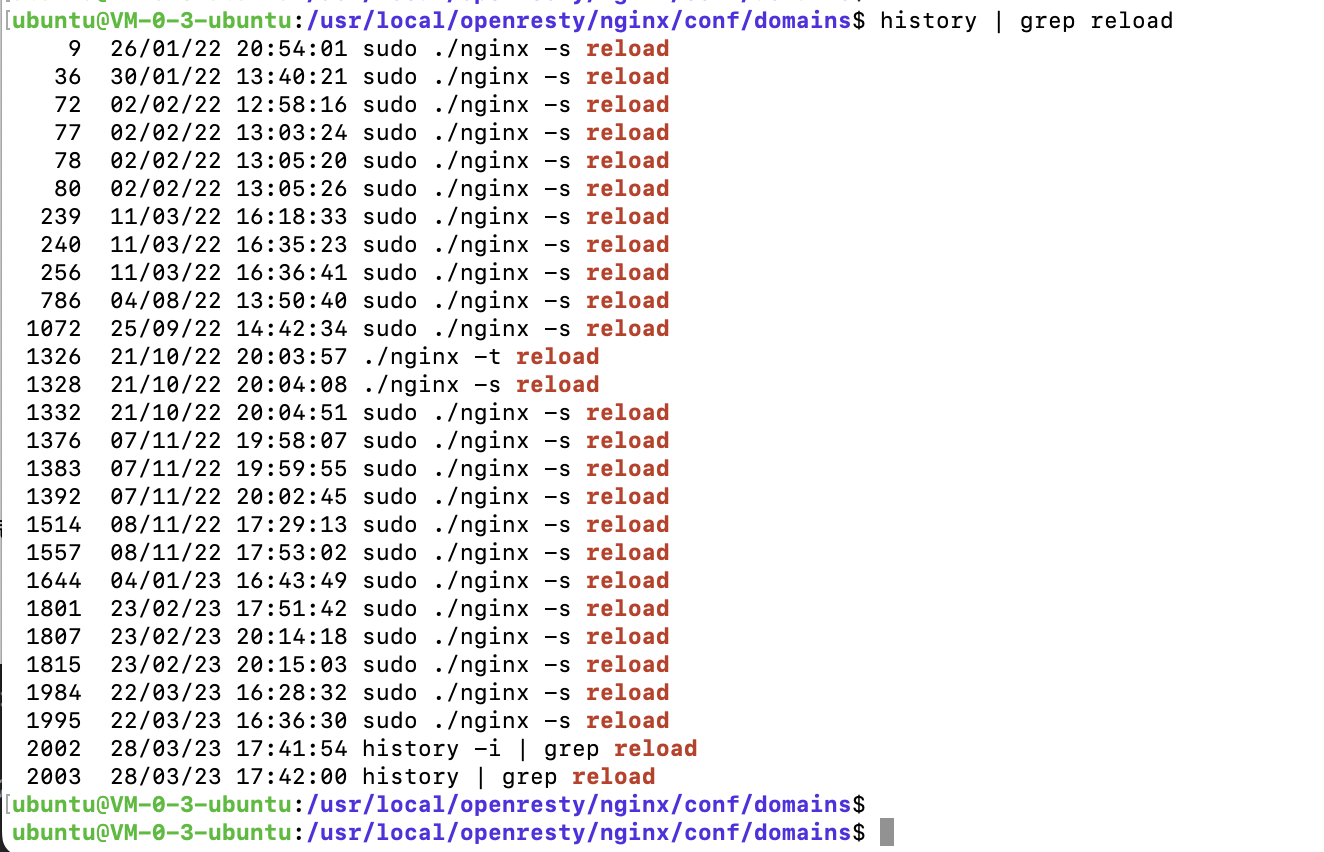 [ubuntu@VM-0-3-ubuntu:/usr/local/openresty/nginx/conf/domains$ history | grep reload
9 26/01/22 20:54:01 sudo ./nginx -s reload
36 30/01/22 13:40:21 sudo ./nginx -s reload
72 02/02/22 12:58:16 sudo ./nginx -s reload
77 02/02/22 13:03:24 sudo ./nginx -s reload
78 02/02/22 13:05:20 sudo ./nginx -s reload
80 02/02/22 13:05:26 sudo ./nginx -s reload
239 11/03/22 16:18:33 sudo ./nginx -s reload
240 11/03/22 16:35:23 sudo ./nginx -s reload
256 11/03/22 16:36:41 sudo ./nginx -s reload
786 04/08/22 13:50:40 sudo ./nginx -s reload
1072 25/09/22 14:42:34 sudo ./nginx -s reload
1326 21/10/22 20:03:57 ./nginx -t reload
1328 21/10/22 20:04:08 ./nginx -s reload
1332 21/10/22 20:04:51 sudo ./nginx -s reload
1376 07/11/22 19:58:07 sudo ./nginx -s reload
1383 07/11/22 19:59:55 sudo ./nginx -s reload
1392 07/11/22 20:02:45 sudo ./nginx -s reload
1514 08/11/22 17:29:13 sudo ./nginx -s reload
1557 08/11/22 17:53:02 sudo ./nginx -s reload
1644 04/01/23 16:43:49 sudo ./nginx -s reload
1801 23/02/23 17:51:42 sudo ./nginx -s reload
1807 23/02/23 20:14:18 sudo ./nginx -s reload
1815 23/02/23 20:15:03 sudo ./nginx -s reload
1984 22/03/23 16:28:32 sudo ./nginx -s reload
1995 22/03/23 16:36:30 sudo ./nginx -s reload
2002 28/03/23 17:41:54 history -i | grep reload
2003 28/03/23 17:42:00 history | grep reload
[ubuntu@VM-0-3-ubuntu:/usr/local/openresty/nginx/conf/domains$
ubuntu@VM-0-3-ubuntu:/usr/local/openresty/nginx/conf/domains$